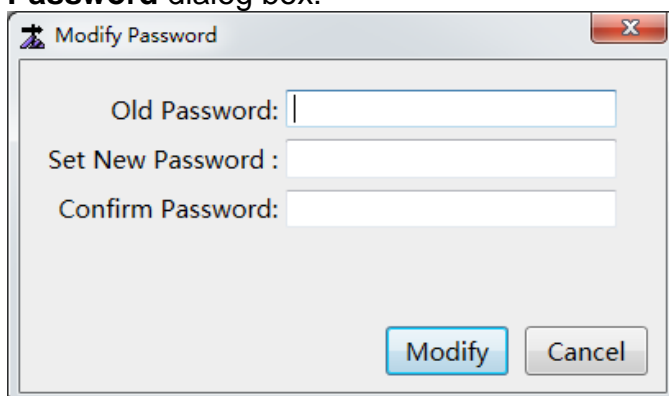 Password dialog box.
Modify Password
Old Password:
Set New Password :
Confirm Password:
Modify Cancel